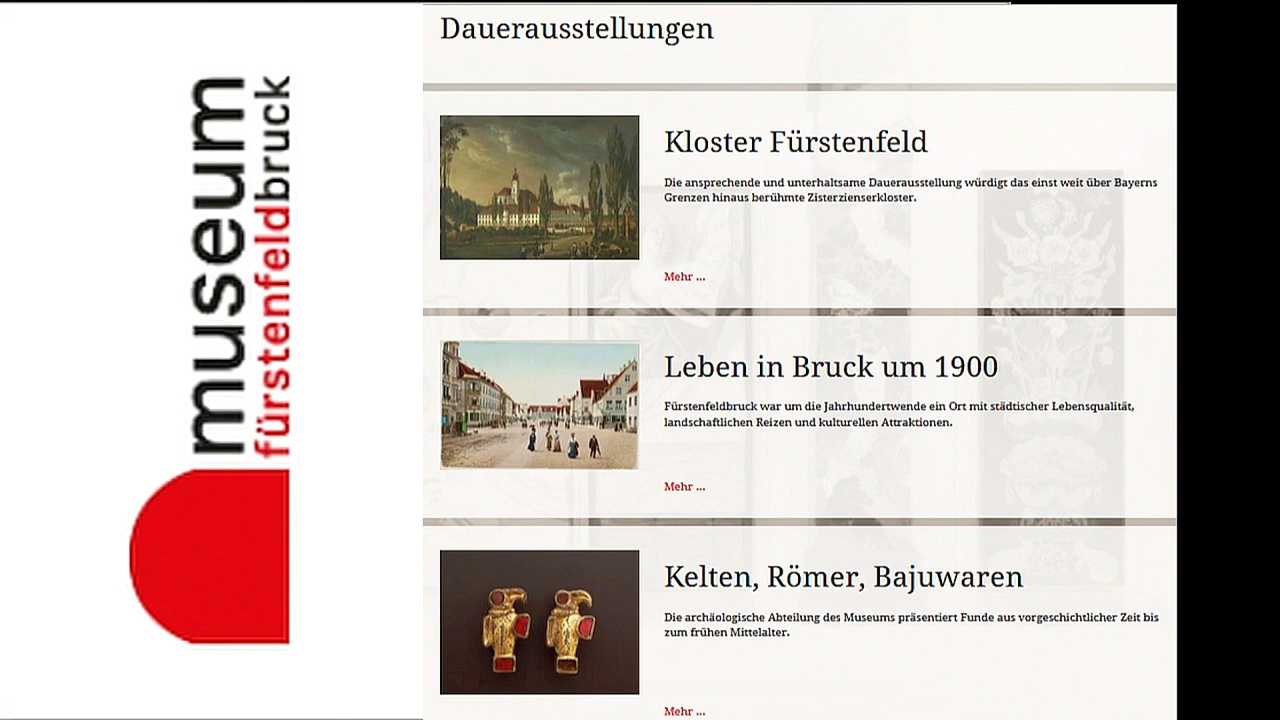 museum
fürstenfeldbruck
Dauerausstellungen
Kloster Fürstenfeld
Die ansprechende und unterhaltsame Dauerausstellung würdigt das einst weit über Bayerns
Grenzen hinaus berühmte Zisterzienserkloster.
Mehr ...
Leben in Bruck um 1900
Fürstenfeldbruck war um die Jahrhundertwende ein Ort mit städtischer Lebensqualität,
landschaftlichen Reizen und kulturellen Attraktionen.
Mehr ...
Kelten, Römer, Bajuwaren
Die archäologische Abteilung des Museums präsentiert Funde aus vorgeschichtlicher Zeit bis
zum frühen Mittelalter.
Mehr ...